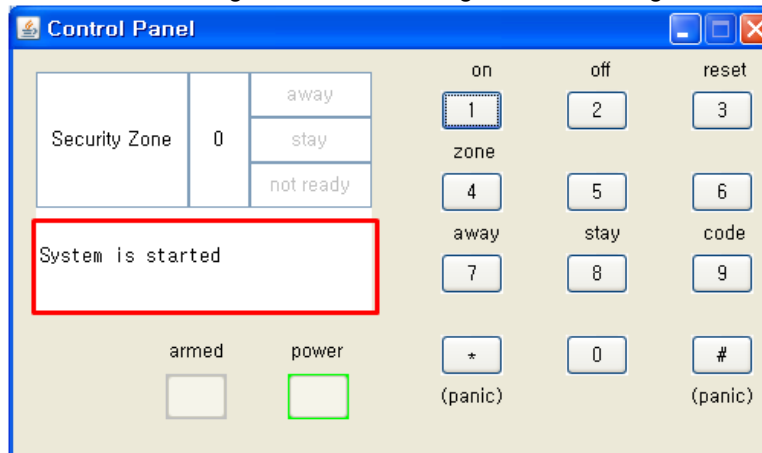 Control Panel
Security Zone
0
away
stay
not ready
System is started
armed power
on off reset
1 2 3
zone
4 5 6
away stay code
7 8 9
* 0 #
(panic) (panic)